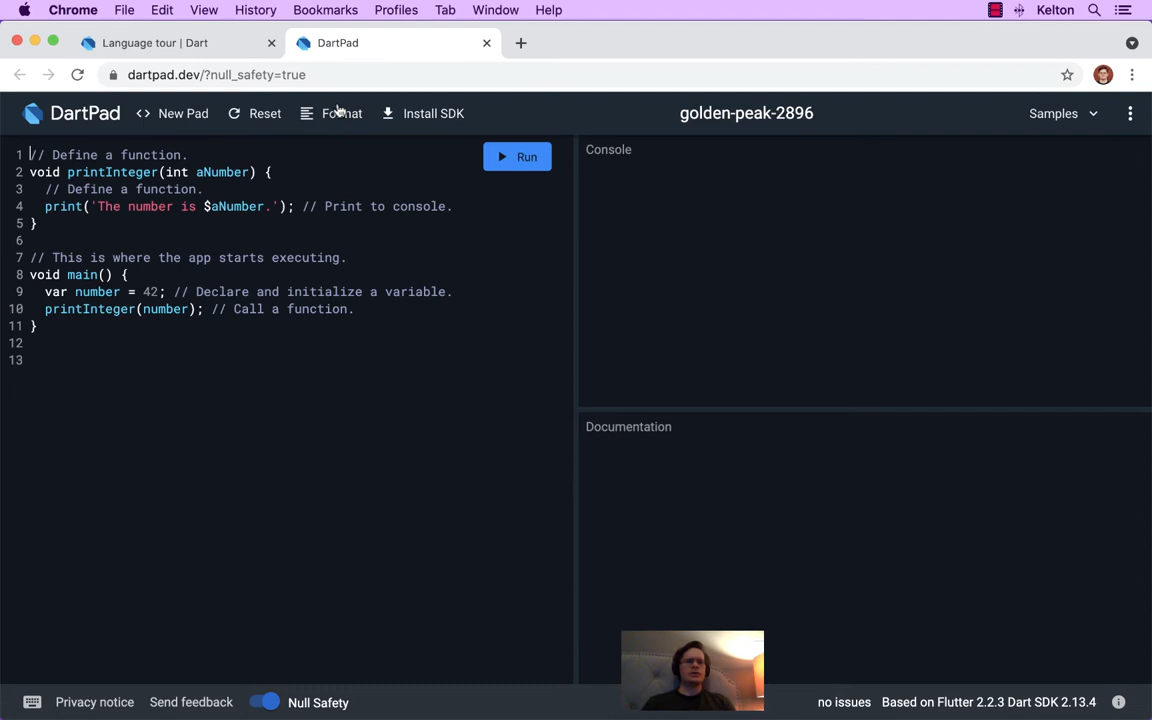 Chrome File Edit View History Bookmarks Profiles Tab Window Help Kelton
Language tour | Dart DartPad
dartpad.dev/?null_safety=true
DartPad <> New Pad Reset Format Install SDK golden-peak-2896 Samples
1 // Define a function.
2 void printInteger(int aNumber) {
3 // Define a function.
4 print('The number is $aNumber.'); // Print to console.
5 }
6
7 // This is where the app starts executing.
8 void main() {
9 var number = 42; // Declare and initialize a variable.
10 printInteger(number); // Call a function.
11 }
12
13
Run
Console
Documentation
Privacy notice Send feedback Null Safety no issues Based on Flutter 2.2.3 Dart SDK 2.13.4